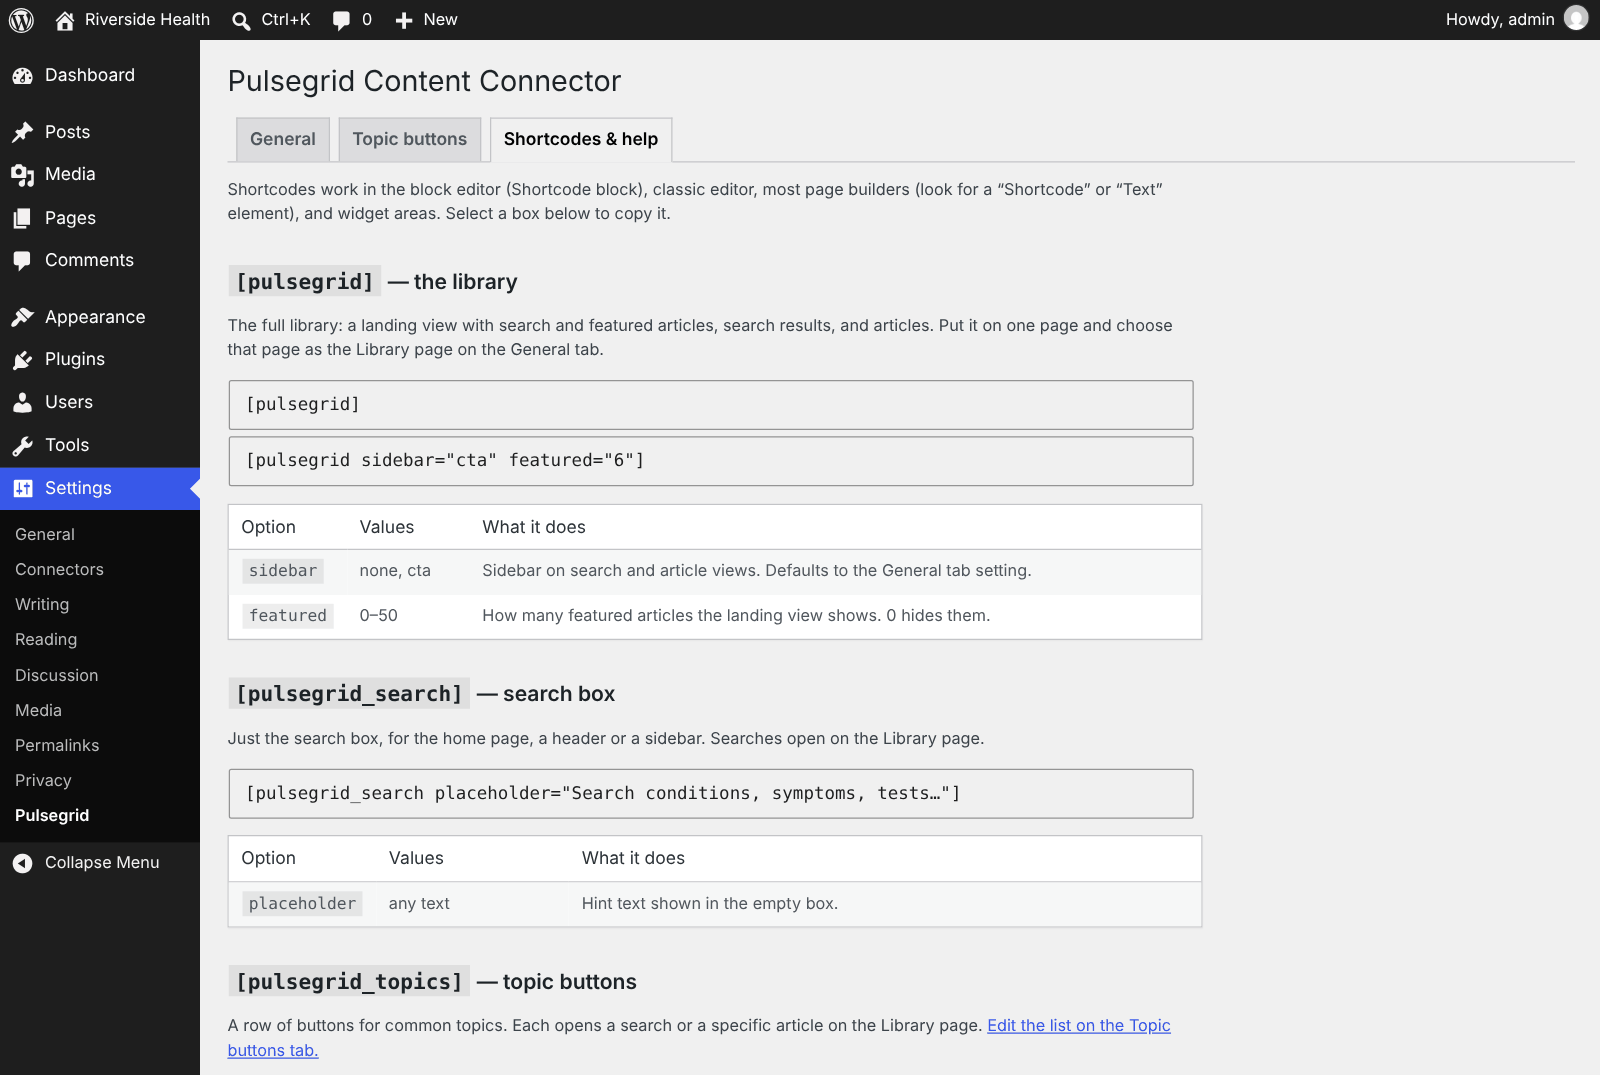 Riverside Health
Ctrl+K
0
New
Howdy, admin
Dashboard
Posts
Media
Pages
Comments
Appearance
Plugins
Users
Tools
Settings
General
Connectors
Writing
Reading
Discussion
Media
Permalinks
Privacy
Pulsegrid
Collapse Menu
Pulsegrid Content Connector
General
Topic buttons
Shortcodes & help
Shortcodes work in the block editor (Shortcode block), classic editor, most page builders (look for a “Shortcode” or “Text”
element), and widget areas. Select a box below to copy it.
[pulsegrid] — the library
The full library: a landing view with search and featured articles, search results, and articles. Put it on one page and choose
that page as the Library page on the General tab.
[pulsegrid]
[pulsegrid sidebar="cta" featured="6"]
Option Values What it does
sidebar none, cta Sidebar on search and article views. Defaults to the General tab setting.
featured 0–50 How many featured articles the landing view shows. 0 hides them.
[pulsegrid_search] — search box
Just the search box, for the home page, a header or a sidebar. Searches open on the Library page.
[pulsegrid_search placeholder="Search conditions, symptoms, tests…"]
Option Values What it does
placeholder any text Hint text shown in the empty box.
[pulsegrid_topics] — topic buttons
A row of buttons for common topics. Each opens a search or a specific article on the Library page. Edit the list on the Topic
buttons tab.